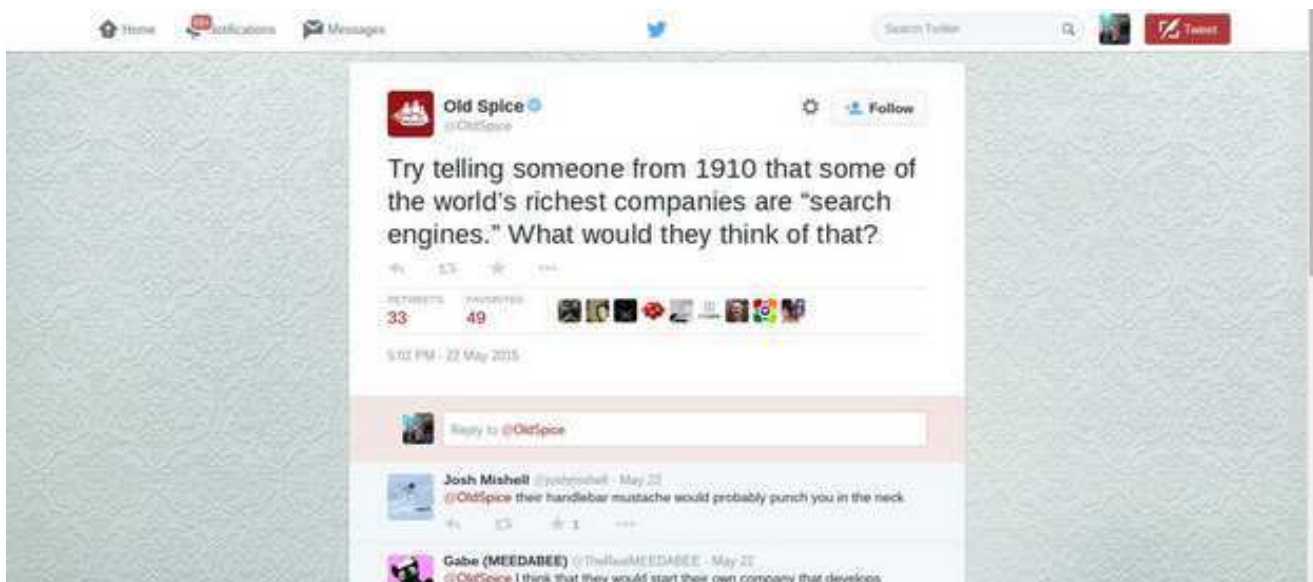 Home Notifications Messages Search Twitter Tweet
Old Spice
@OldSpice
Follow
Try telling someone from 1910 that some of
the world's richest companies are “search
engines.” What would they think of that?
RETWEETS FAVORITES
33 49
5:02 PM - 22 May 2015
Reply to @OldSpice
Josh Mishell @joshmishell · May 22
@OldSpice their handlebar mustache would probably punch you in the neck
1
Gabe (MEEDABEE) @TheRealMEEDABEE · May 22
@OldSpice I think that they would start their own company that develops